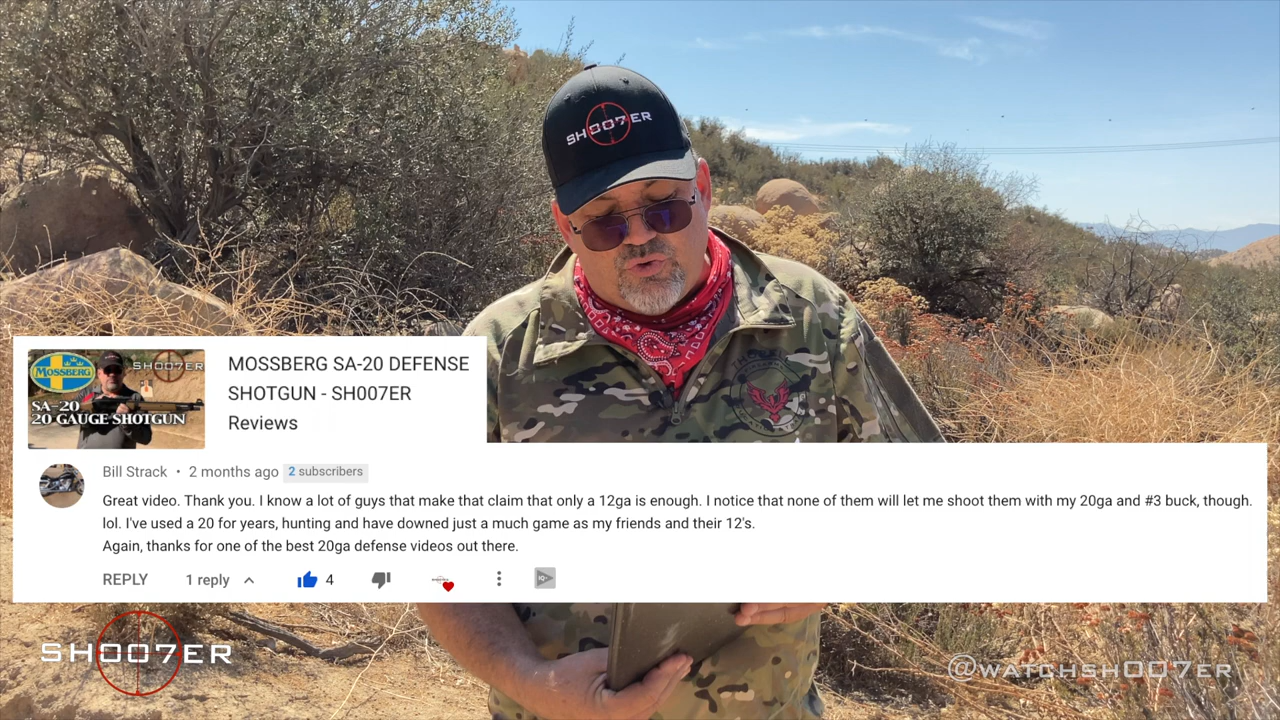 SH007ER
MOSSBERG
SH007ER
SA-20
20 GAUGE SHOTGUN
MOSSBERG SA-20 DEFENSE
SHOTGUN - SH007ER
Reviews
Bill Strack • 2 months ago 2 subscribers
Great video. Thank you. I know a lot of guys that make that claim that only a 12ga is enough. I notice that none of them will let me shoot them with my 20ga and #3 buck, though.
lol. I've used a 20 for years, hunting and have downed just a much game as my friends and their 12's.
Again, thanks for one of the best 20ga defense videos out there.
REPLY 1 reply 4
SH007ER
@WATCHSH007ER